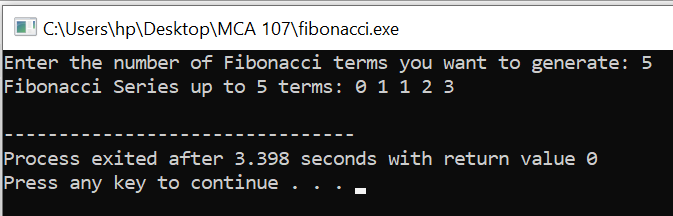 C:\Users\hp\Desktop\MCA 107\fibonacci.exe
Enter the number of Fibonacci terms you want to generate: 5
Fibonacci Series up to 5 terms: 0 1 1 2 3
--------------------------------
Process exited after 3.398 seconds with return value 0
Press any key to continue . . .